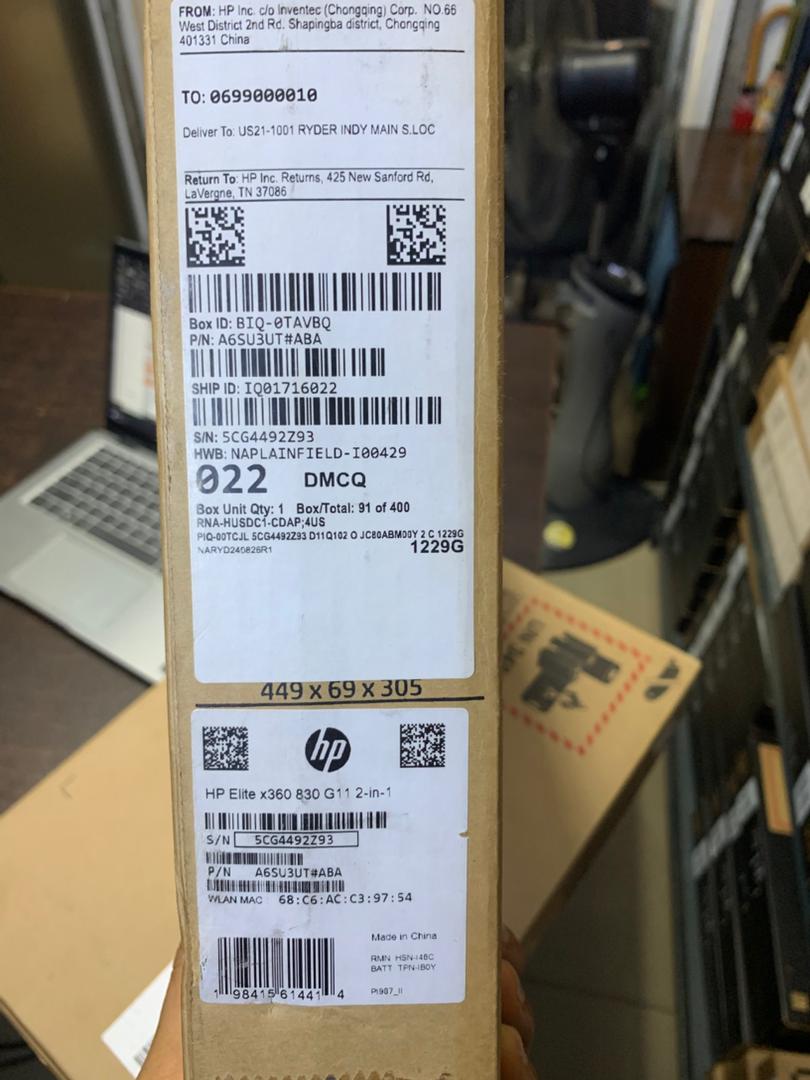 FROM: HP Inc. c/o Inventec (Chongqing) Corp. NO.66
West District 2nd Rd. Shapingba district, Chongqing
401331 China
TO: 0699000010
Deliver To: US21-1001 RYDER INDY MAIN S.LOC
Return To: HP Inc. Returns, 425 New Sanford Rd,
LaVergne, TN 37086
Box ID: BIQ-0TAVBQ
P/N: A6SU3UT#ABA
SHIP ID: IQ01716022
S/N: 5CG4492Z93
HWB: NAPLAINFIELD-I00429
022 DMCQ
Box Unit Qty: 1 Box/Total: 91 of 400
RNA-HUSDC1-CDAP;4US
PIQ-00TCJL 5CG4492Z93 D11Q102 O JC80ABM00Y 2 C 1229G
NARYD240826R1 1229G
449 x 69 x 305
hp
HP Elite x360 830 G11 2-in-1
S/N 5CG4492Z93
P/N A6SU3UT#ABA
WLAN MAC 68:C6:AC:C3:97:54
Made in China
RMN HSN-I48C
BATT TPN-IB0Y
PI987_II
1 98415 61441 4